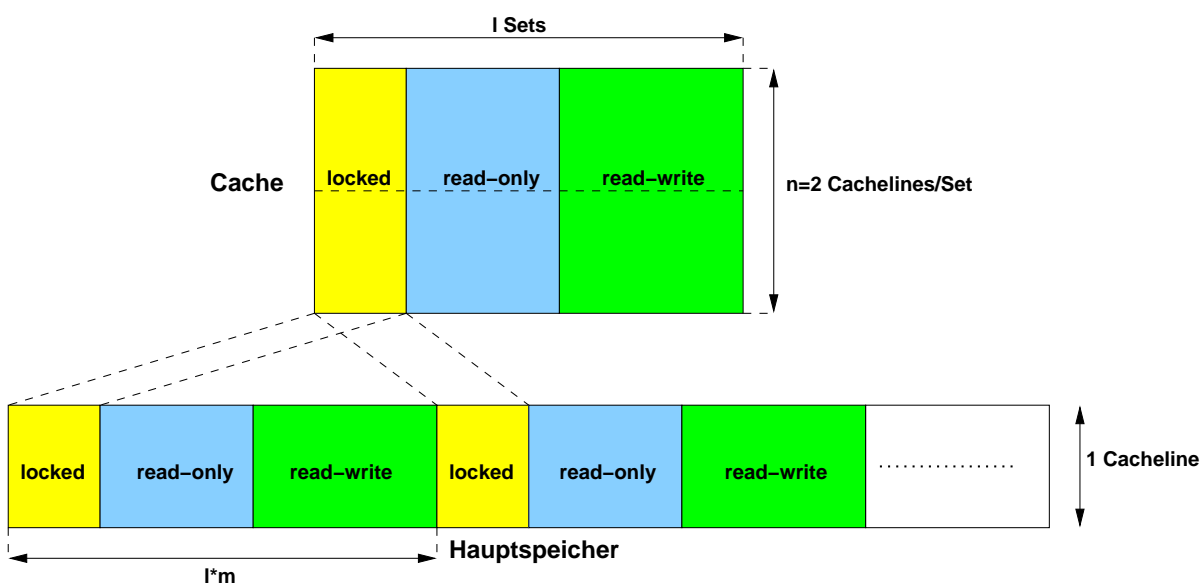 l Sets
Cache
locked
read−only
read−write
n=2 Cachelines/Set
locked
read−only
read−write
locked
read−only
read−write
..................
1 Cacheline
Hauptspeicher
l*m